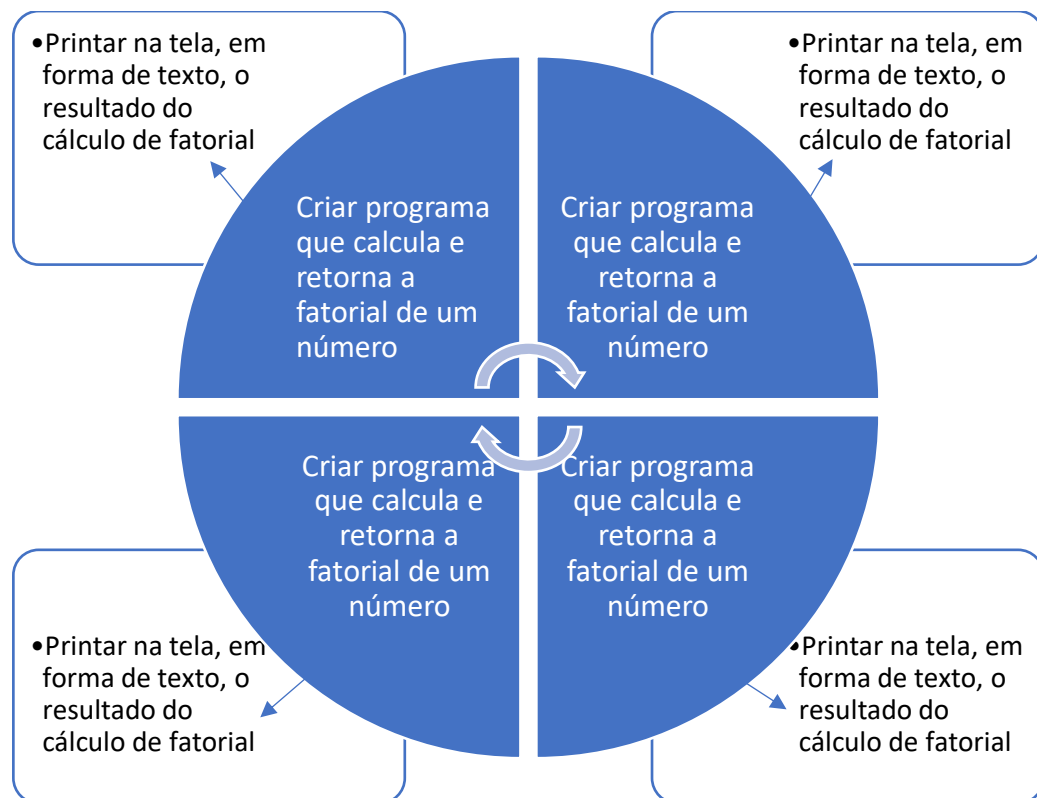 •Printar na tela, em
forma de texto, o
resultado do
cálculo de fatorial
•Printar na tela, em
forma de texto, o
resultado do
cálculo de fatorial
Criar programa
que calcula e
retorna a
fatorial de um
número
Criar programa
que calcula e
retorna a
fatorial de um
número
Criar programa
que calcula e
retorna a
fatorial de um
número
Criar programa
que calcula e
retorna a
fatorial de um
número
•Printar na tela, em
forma de texto, o
resultado do
cálculo de fatorial
•Printar na tela, em
forma de texto, o
resultado do
cálculo de fatorial